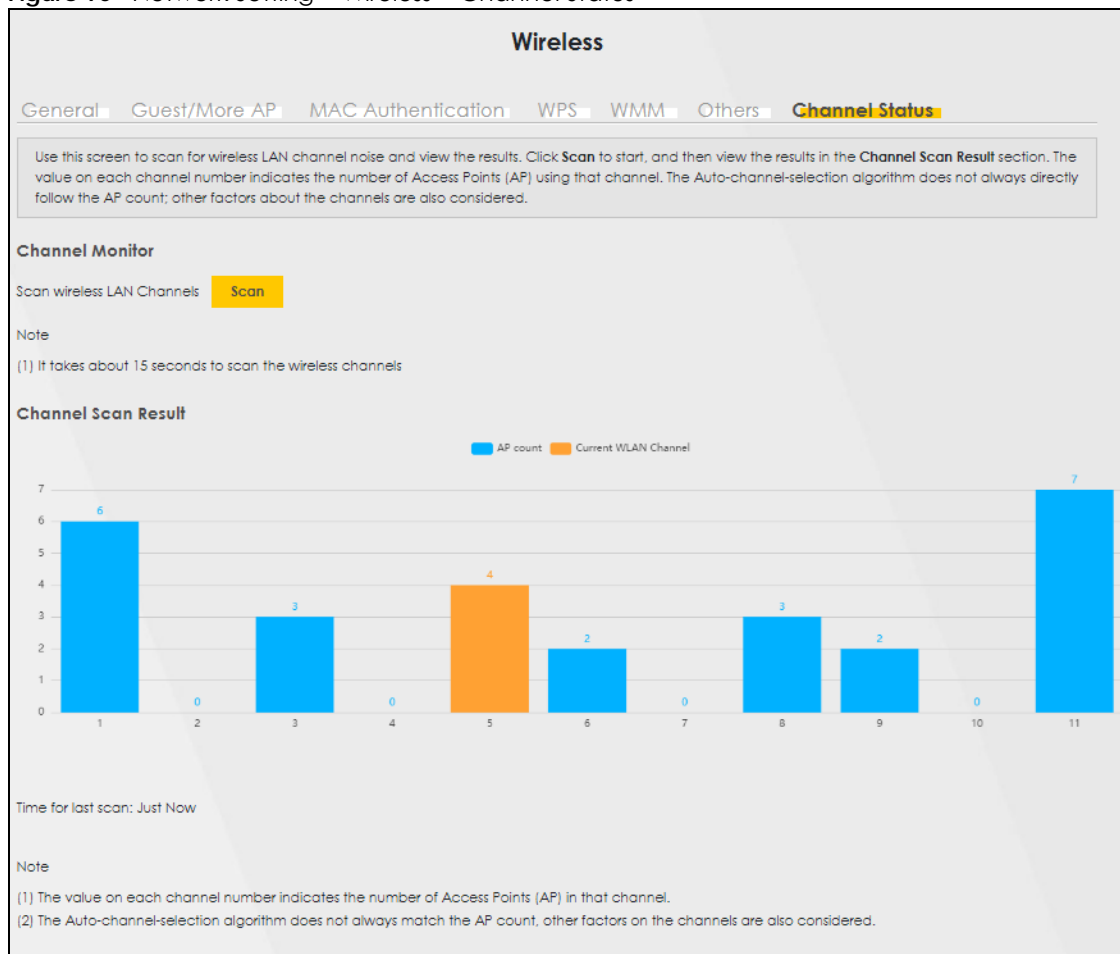 Wireless
General Guest/More AP MAC Authentication WPS WMM Others Channel Status
Use this screen to scan for wireless LAN channel noise and view the results. Click Scan to start, and then view the results in the Channel Scan Result section. The
value on each channel number indicates the number of Access Points (AP) using that channel. The Auto-channel-selection algorithm does not always directly
follow the AP count; other factors about the channels are also considered.
Channel Monitor
Scan wireless LAN Channels Scan
Note
(1) It takes about 15 seconds to scan the wireless channels
Channel Scan Result
AP count Current WLAN Channel
7
6
5
4
3
2
1
0
6 0 3 0 4 2 0 3 2 0 7
1 2 3 4 5 6 7 8 9 10 11
Time for last scan: Just Now
Note
(1) The value on each channel number indicates the number of Access Points (AP) in that channel.
(2) The Auto-channel-selection algorithm does not always match the AP count, other factors on the channels are also considered.